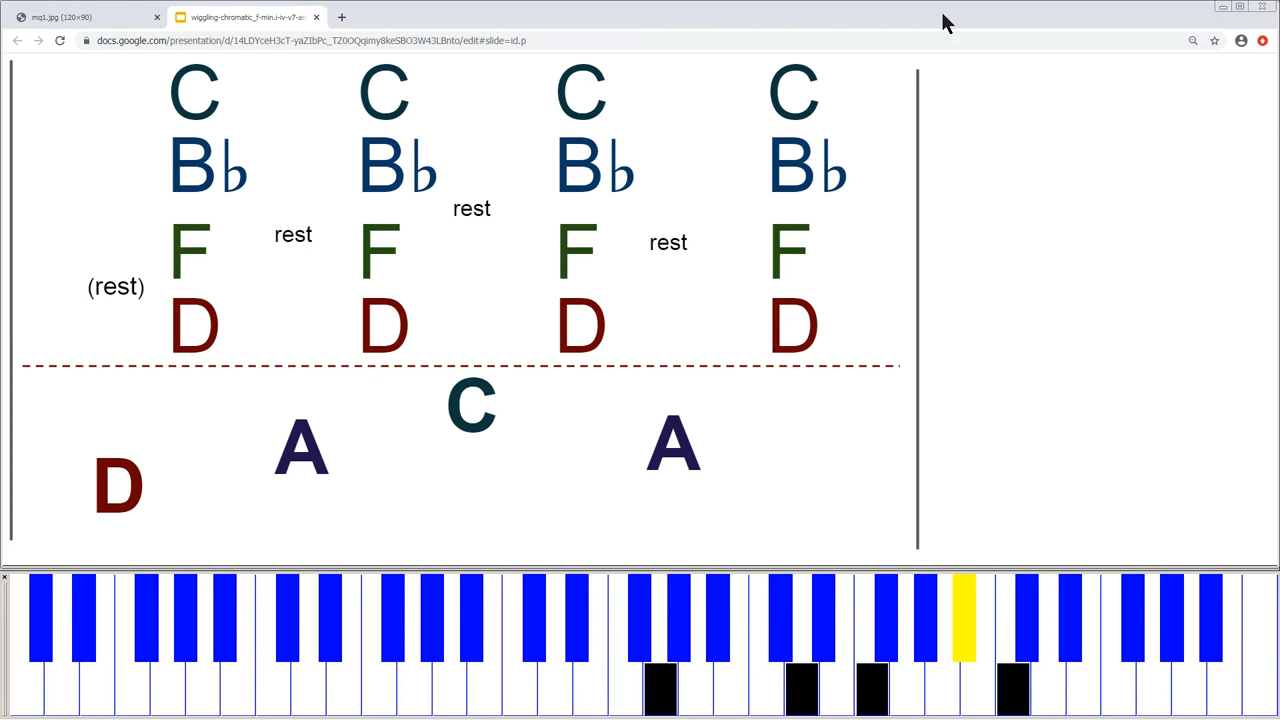 mq1.jpg (120×90)
wiggling-chromatic_f-min.i-iv-v7-an
docs.google.com/presentation/d/14LDYceH3cT-yaZIbPc_TZ0OQqimy8keSBO3W43LBnto/edit#slide=id.p
C C C C
B♭ B♭ B♭ B♭
rest
F rest F F rest F
(rest)
D D D D
C
A A
D